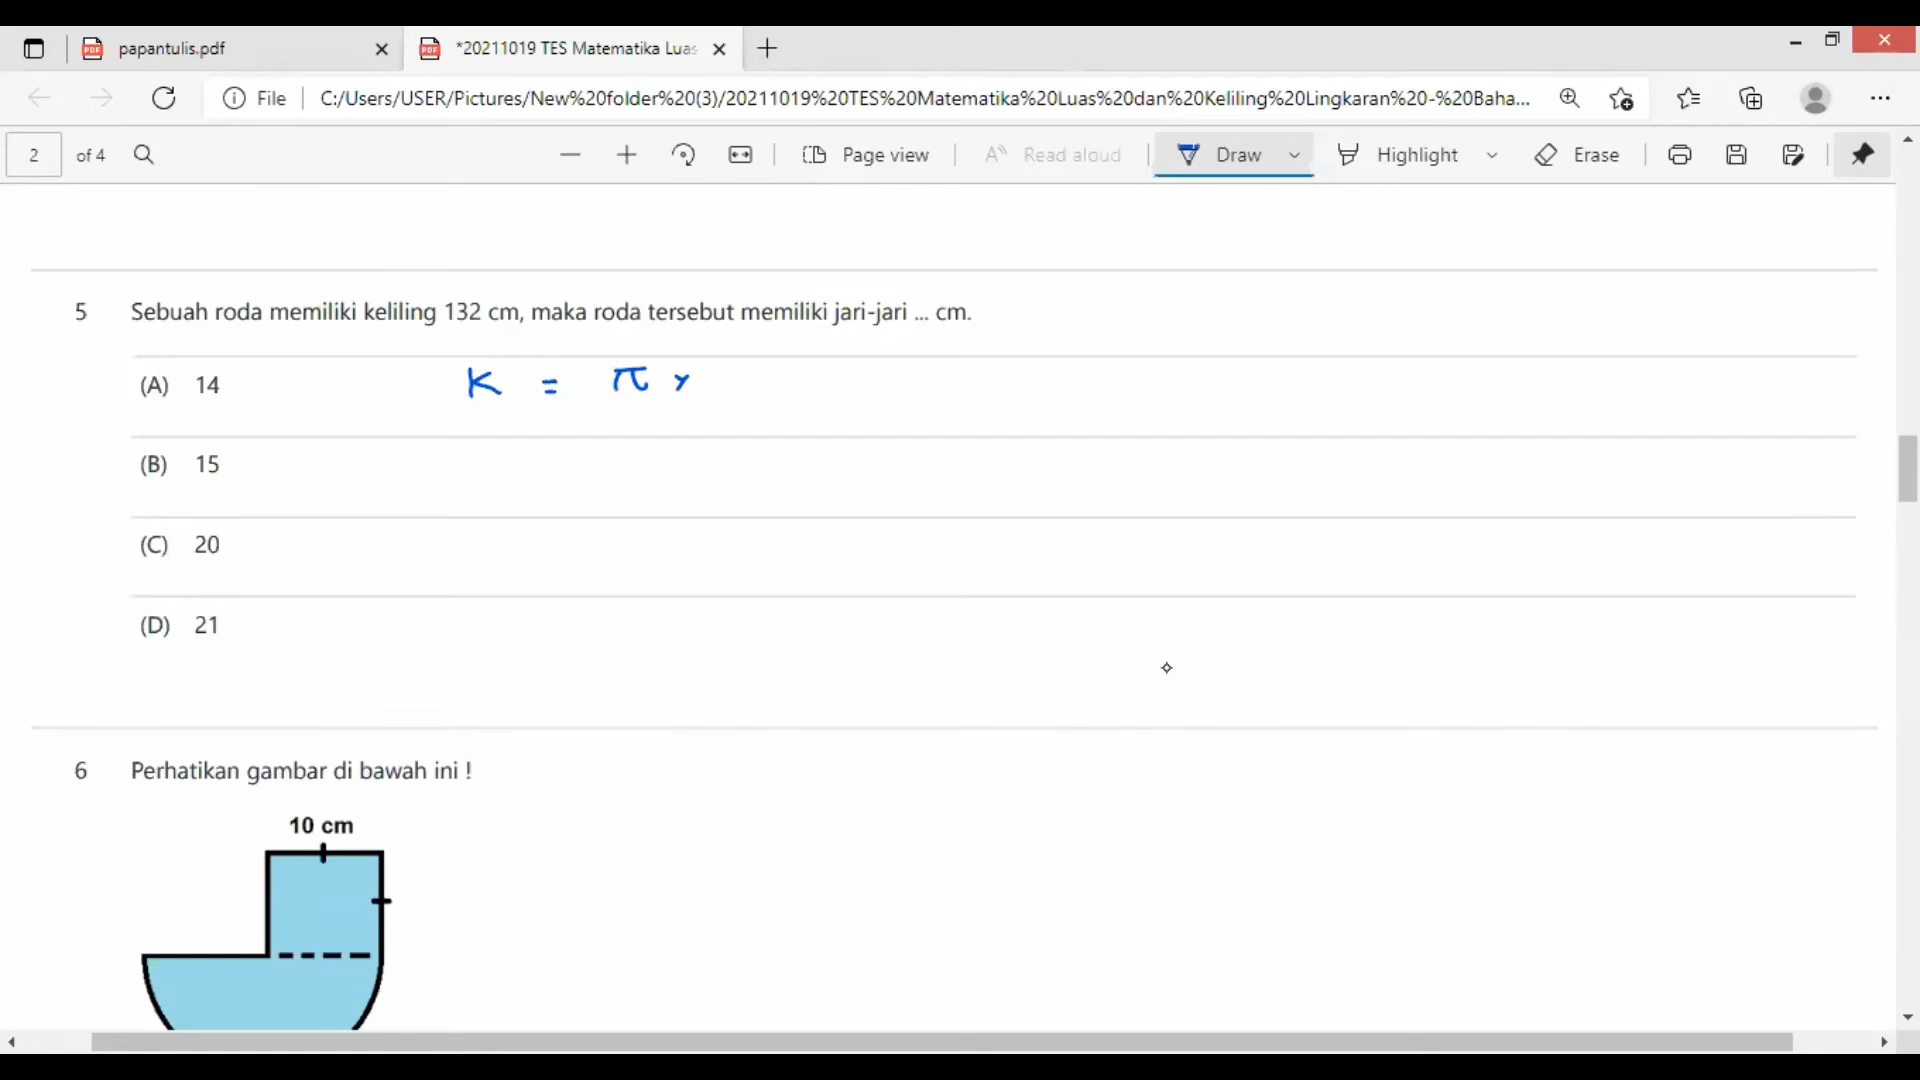 papantulis.pdf
*20211019 TES Matematika Luas
File
C:/Users/USER/Pictures/New%20folder%20(3)/20211019%20TES%20Matematika%20Luas%20dan%20Keliling%20Lingkaran%20-%20Baha...
2 of 4
Page view
Read aloud
Draw
Highlight
Erase
5 Sebuah roda memiliki keliling 132 cm, maka roda tersebut memiliki jari-jari ... cm.
(A) 14
K = π x
(B) 15
(C) 20
(D) 21
6 Perhatikan gambar di bawah ini !
10 cm